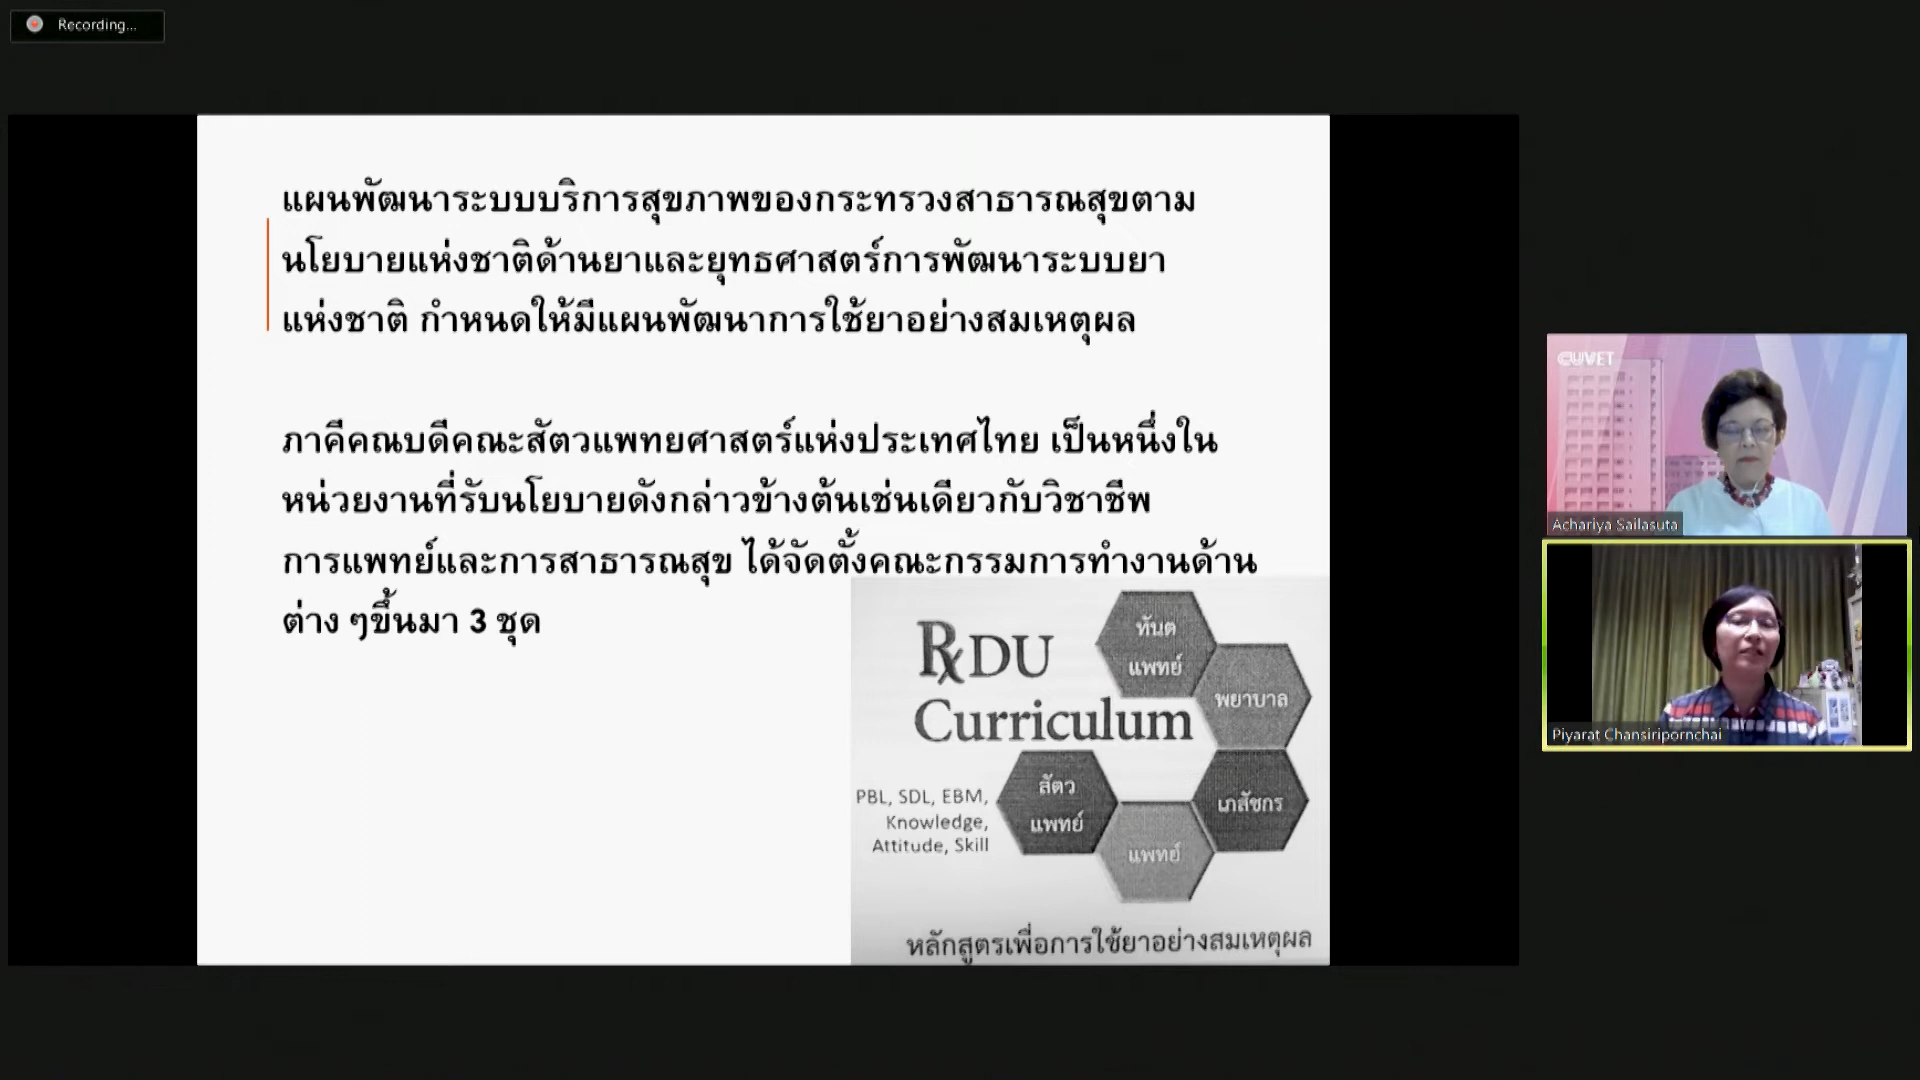 Recording...
แผนพัฒนาระบบบริการสุขภาพของกระทรวงสาธารณสุขตาม
นโยบายแห่งชาติด้านยาและยุทธศาสตร์การพัฒนาระบบยา
แห่งชาติ กำหนดให้มีแผนพัฒนาการใช้ยาอย่างสมเหตุผล
ภาคีคณบดีคณะสัตวแพทยศาสตร์แห่งประเทศไทย เป็นหนึ่งใน
หน่วยงานที่รับนโยบายดังกล่าวข้างต้นเช่นเดียวกับวิชาชีพ
การแพทย์และการสาธารณสุข ได้จัดตั้งคณะกรรมการทำงานด้าน
ต่าง ๆขึ้นมา 3 ชุด
RxDU
Curriculum
ทันต
แพทย์
พยาบาล
เภสัชกร
แพทย์
สัตว
แพทย์
PBL, SDL, EBM,
Knowledge,
Attitude, Skill
หลักสูตรเพื่อการใช้ยาอย่างสมเหตุผล
CUVET
Achariya Sailasuta
Piyarat Chansiripornchai